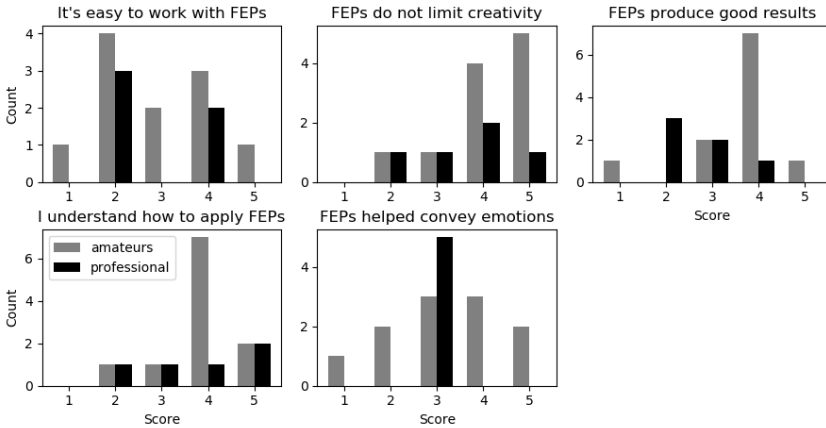 It's easy to work with FEPs
4
3
2
1
0
Count
1 2 3 4 5
FEPs do not limit creativity
4
2
0
1 2 3 4 5
FEPs produce good results
6
4
2
0
1 2 3 4 5
Score
I understand how to apply FEPs
amateurs
professional
6
4
2
0
Count
1 2 3 4 5
Score
FEPs helped convey emotions
4
2
0
1 2 3 4 5
Score